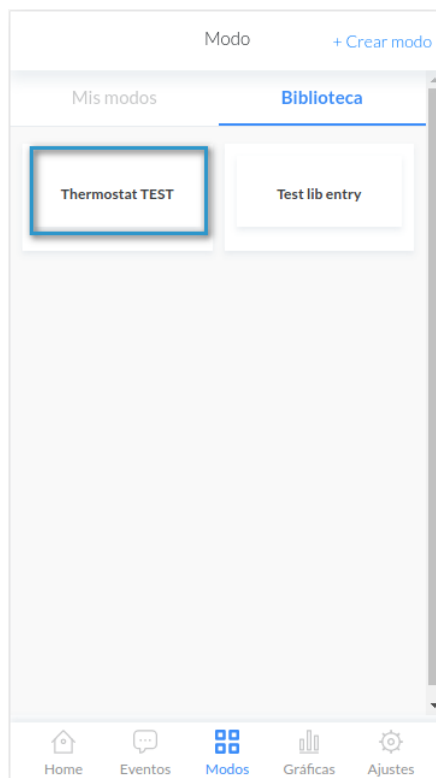 Modo
+ Crear modo
Mis modos
Biblioteca
Thermostat TEST
Test lib entry
Home
Eventos
Modos
Gráficas
Ajustes